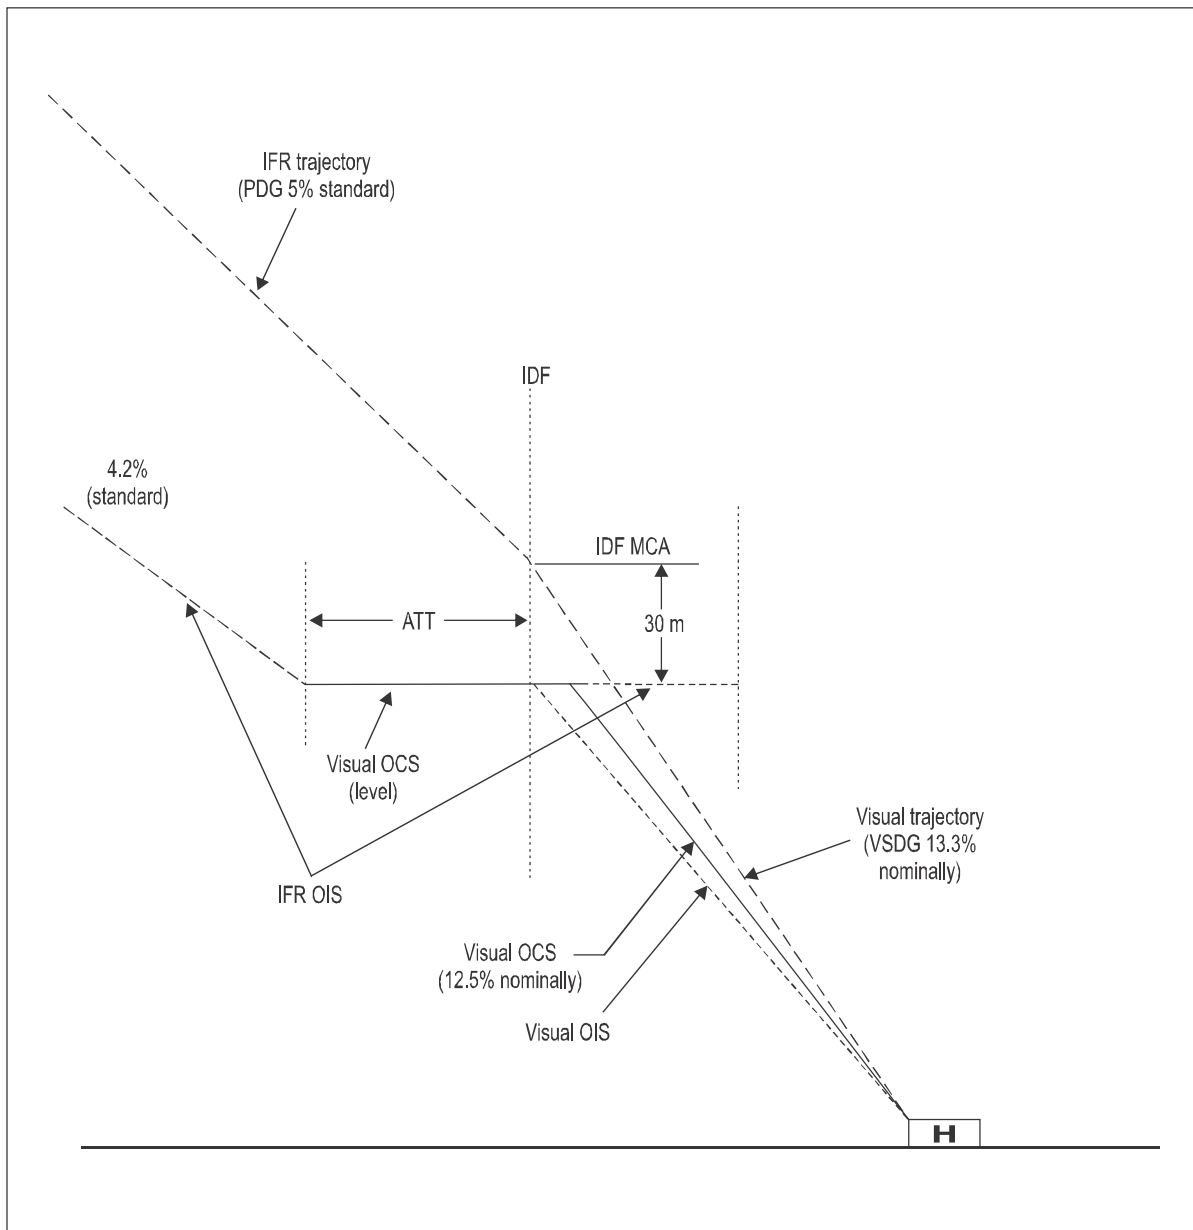 IFR trajectory
(PDG 5% standard)
IDF
4.2%
(standard)
IDF MCA
ATT
30 m
Visual OCS
(level)
Visual trajectory
(VSDG 13.3%
nominally)
IFR OIS
Visual OCS
(12.5% nominally)
Visual OIS
H